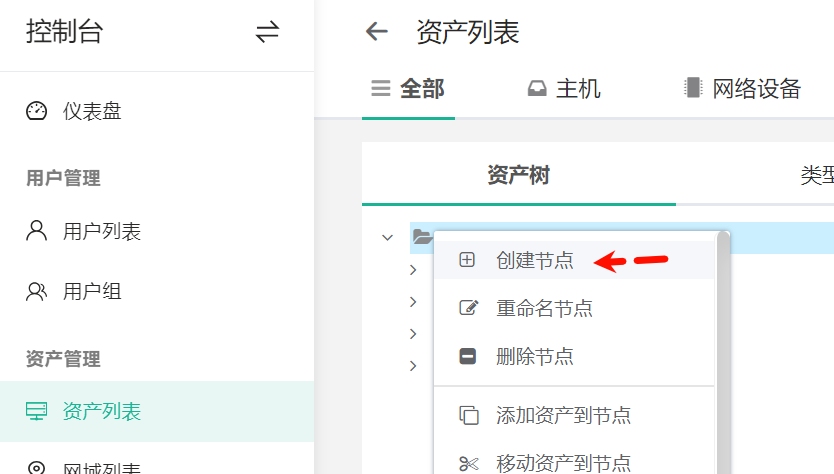 控制台
资产列表
全部
主机
网络设备
仪表盘
用户管理
资产树
类型
用户列表
创建节点
用户组
重命名节点
资产管理
删除节点
资产列表
添加资产到节点
网域列表
移动资产到节点